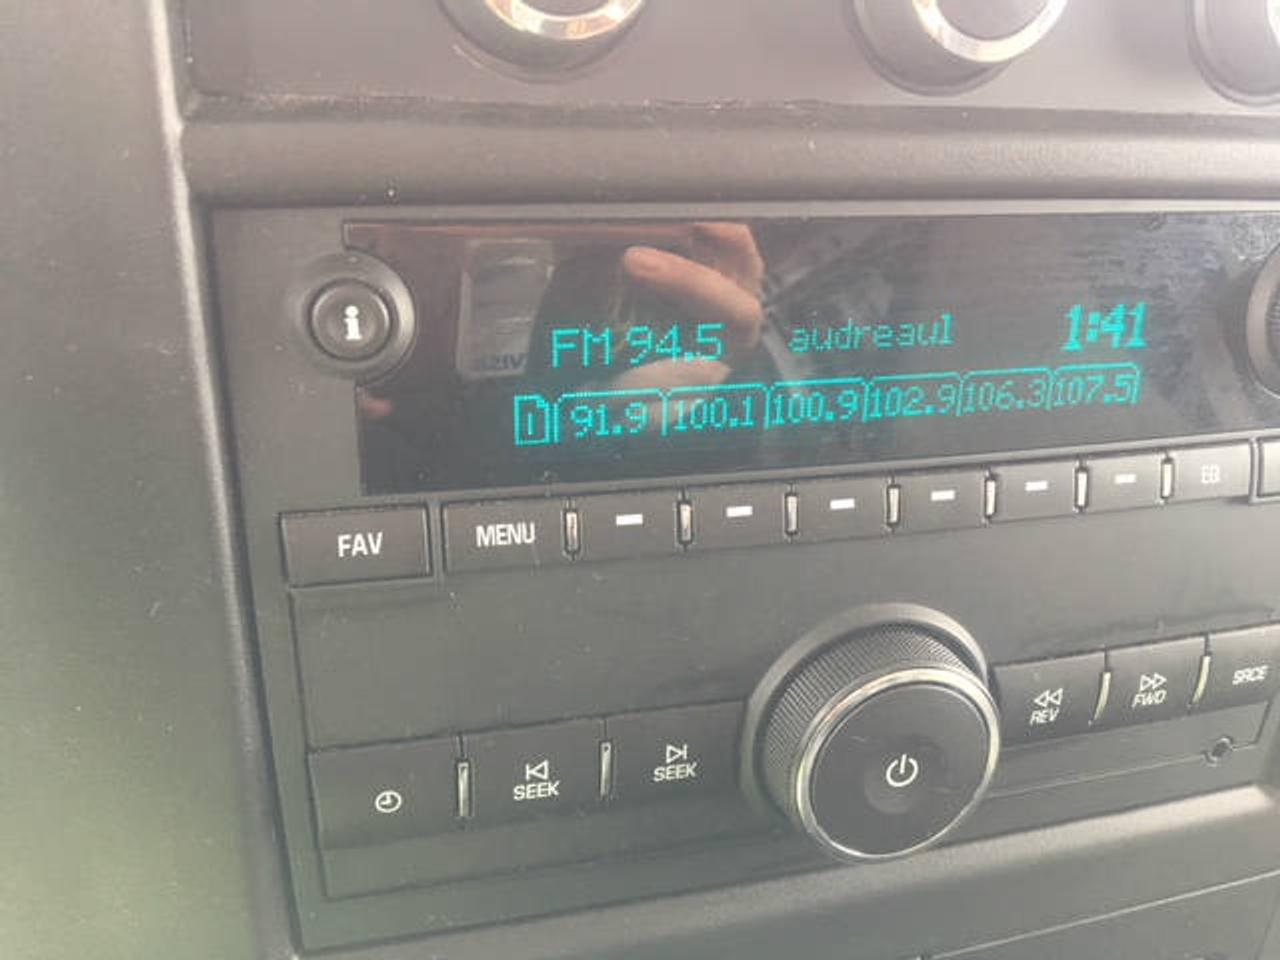 i
FM 94.5 audreaul 1:41
1 91.9 100.1 100.9 102.9 106.3 107.5
FAV MENU EQ
REV FWD SRCE
SEEK SEEK